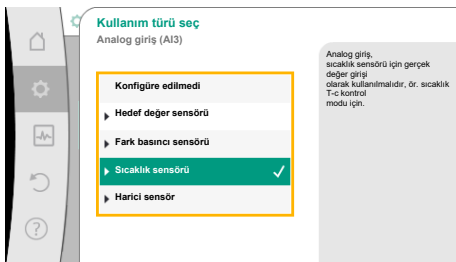 Kullanım türü seç
Analog giriş (AI3)
Konfigüre edilmedi
Hedef değer sensörü
Fark basıncı sensörü
Sıcaklık sensörü
Harici sensör
Analog giriş,
sıcaklık sensörü için gerçek
değer girişi
olarak kullanılmalıdır, ör. sıcaklık
T-c kontrol
modu için.
?